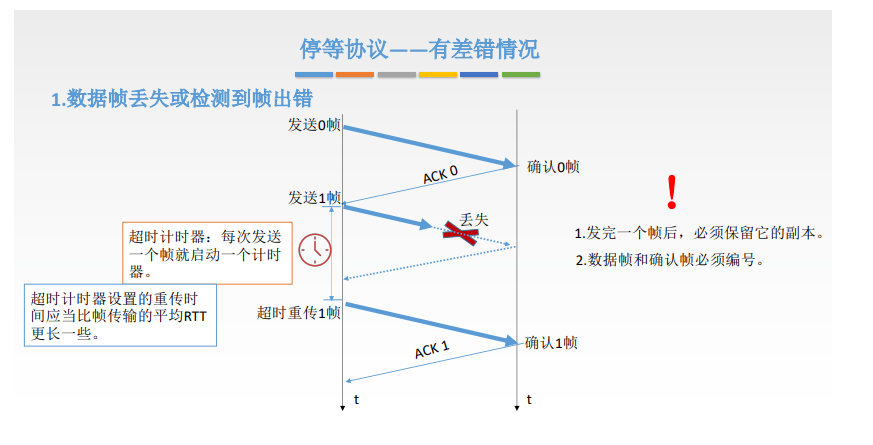 停等协议——有差错情况
1.数据帧丢失或检测到帧出错
发送0帧
ACK 0
确认0帧
发送1帧
丢失
超时计时器：每次发送
一个帧就启动一个计时
器。
超时计时器设置的重传时
间应当比帧传输的平均RTT
更长一些。
超时重传1帧
ACK 1
确认1帧
t
t
!
1.发完一个帧后，必须保留它的副本。
2.数据帧和确认帧必须编号。